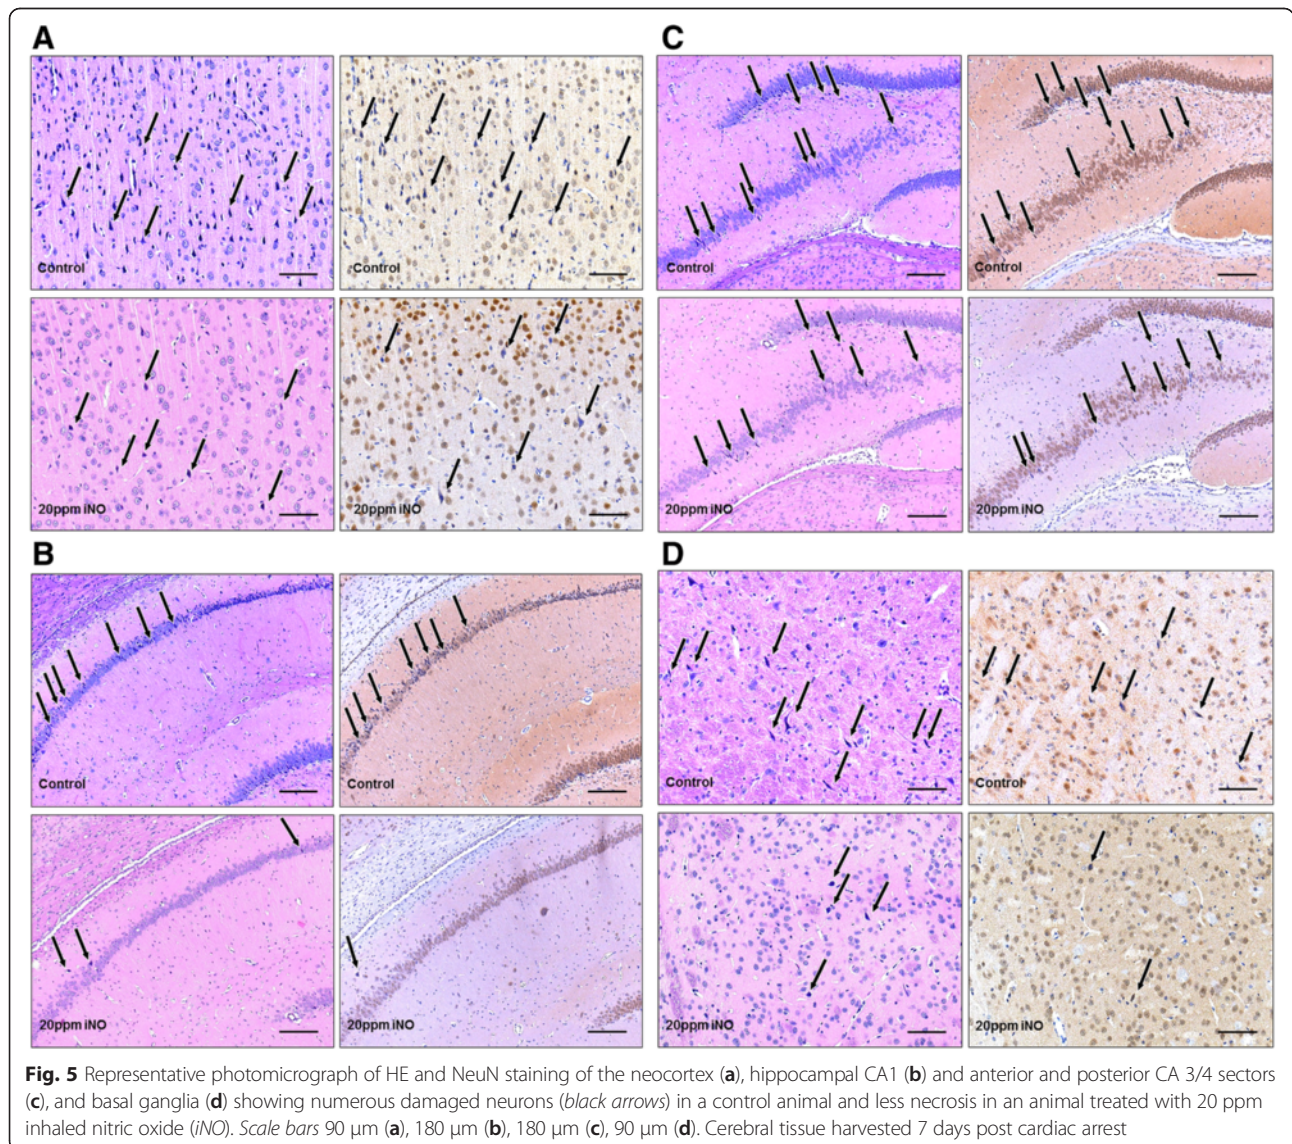 A
C
Control
Control
Control
Control
20ppm iNO
20ppm iNO
20ppm iNO
20ppm iNO
B
D
Control
Control
Control
Control
20ppm iNO
20ppm iNO
20ppm iNO
20ppm iNO
Fig. 5 Representative photomicrograph of HE and NeuN staining of the neocortex (a), hippocampal CA1 (b) and anterior and posterior CA 3/4 sectors
(c), and basal ganglia (d) showing numerous damaged neurons (black arrows) in a control animal and less necrosis in an animal treated with 20 ppm
inhaled nitric oxide (iNO). Scale bars 90 μm (a), 180 μm (b), 180 μm (c), 90 μm (d). Cerebral tissue harvested 7 days post cardiac arrest